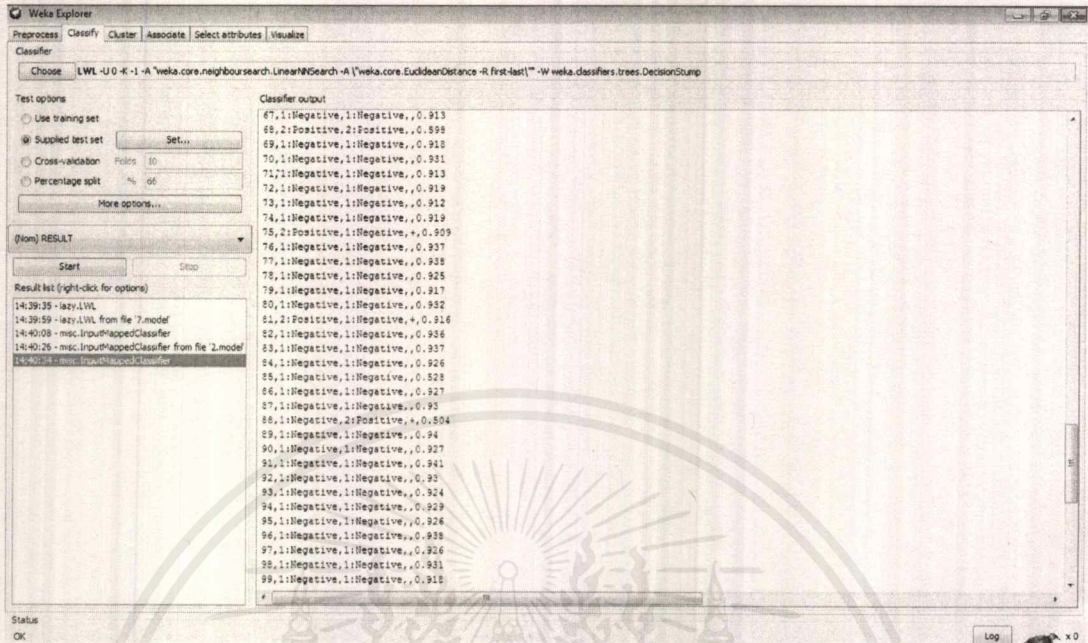 Weka Explorer
Preprocess Classify Cluster Associate Select attributes Visualize
Classifier
Choose LWL -U 0 -K -1 -A "weka.core.neighboursearch.LinearNNSearch -A \"weka.core.EuclideanDistance -R first-last\"" -W weka.classifiers.trees.DecisionStump
Test options
Use training set
Supplied test set Set...
Cross-validation Folds 10
Percentage split % 66
More options...
(Nom) RESULT
Start Stop
Result list (right-click for options)
14:39:35 - lazy.LWL
14:39:59 - lazy.LWL from file '7.model'
14:40:08 - misc.InputMappedClassifier
14:40:26 - misc.InputMappedClassifier from file '2.model'
14:40:34 - misc.InputMappedClassifier
Classifier output
67,1:Negative,1:Negative,,0.913
68,2:Positive,2:Positive,,0.598
69,1:Negative,1:Negative,,0.918
70,1:Negative,1:Negative,,0.931
71,1:Negative,1:Negative,,0.913
72,1:Negative,1:Negative,,0.919
73,1:Negative,1:Negative,,0.912
74,1:Negative,1:Negative,,0.919
75,2:Positive,1:Negative,+,0.909
76,1:Negative,1:Negative,,0.937
77,1:Negative,1:Negative,,0.938
78,1:Negative,1:Negative,,0.925
79,1:Negative,1:Negative,,0.917
80,1:Negative,1:Negative,,0.932
81,2:Positive,1:Negative,+,0.916
82,1:Negative,1:Negative,,0.936
83,1:Negative,1:Negative,,0.937
84,1:Negative,1:Negative,,0.926
85,1:Negative,1:Negative,,0.528
86,1:Negative,1:Negative,,0.927
87,1:Negative,1:Negative,,0.93
88,1:Negative,2:Positive,+,0.504
89,1:Negative,1:Negative,,0.94
90,1:Negative,1:Negative,,0.927
91,1:Negative,1:Negative,,0.941
92,1:Negative,1:Negative,,0.93
93,1:Negative,1:Negative,,0.924
94,1:Negative,1:Negative,,0.929
95,1:Negative,1:Negative,,0.926
96,1:Negative,1:Negative,,0.938
97,1:Negative,1:Negative,,0.926
98,1:Negative,1:Negative,,0.931
99,1:Negative,1:Negative,,0.918
Status
OK
Log
x 0